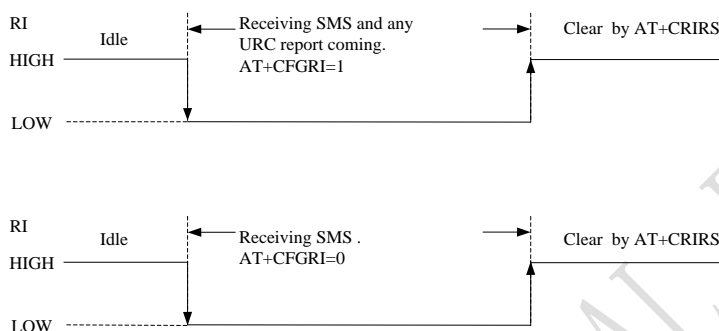 RI
Idle
Receiving SMS and any
URC report coming.
AT+CFGRI=1
Clear by AT+CRIRS
HIGH
LOW
RI
Idle
Receiving SMS .
AT+CFGRI=0
Clear by AT+CRIRS
HIGH
LOW